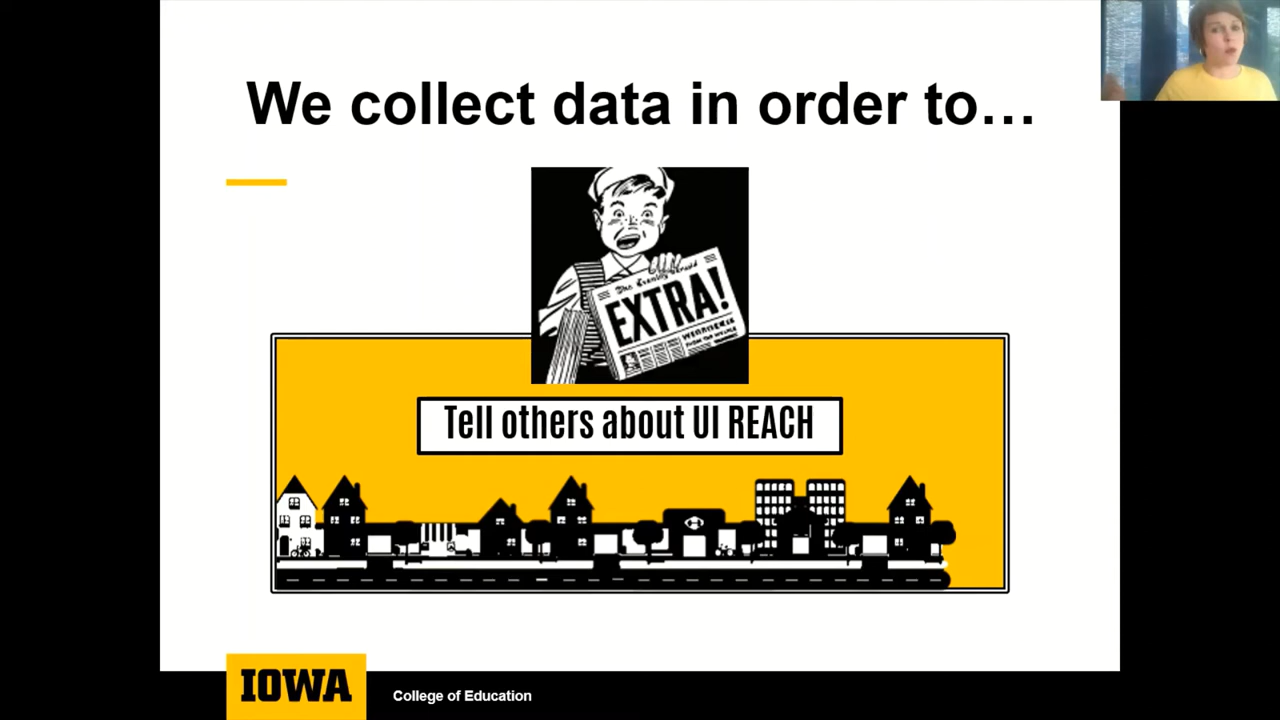 We collect data in order to…
EXTRA!
Tell others about UI REACH
IOWA
College of Education